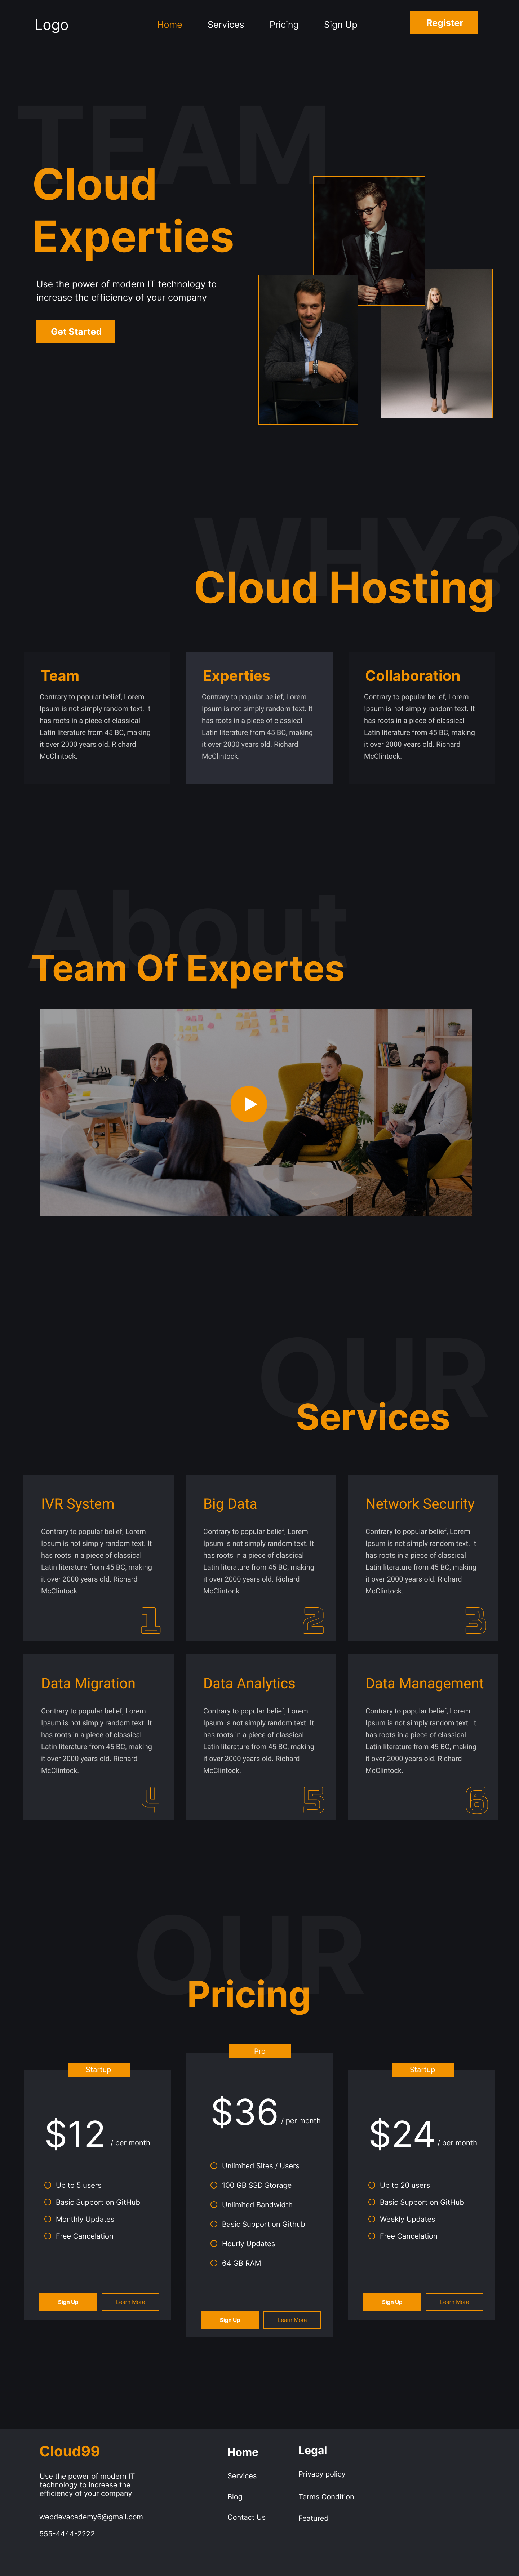 Logo
Home Services Pricing Sign Up
Register
TEAM
Cloud
Experties
Use the power of modern IT technology to
increase the efficiency of your company
Get Started
WHY?
Cloud Hosting
Team
Contrary to popular belief, Lorem
Ipsum is not simply random text. It
has roots in a piece of classical
Latin literature from 45 BC, making
it over 2000 years old. Richard
McClintock.
Experties
Contrary to popular belief, Lorem
Ipsum is not simply random text. It
has roots in a piece of classical
Latin literature from 45 BC, making
it over 2000 years old. Richard
McClintock.
Collaboration
Contrary to popular belief, Lorem
Ipsum is not simply random text. It
has roots in a piece of classical
Latin literature from 45 BC, making
it over 2000 years old. Richard
McClintock.
About
Team Of Expertes
OUR
Services
IVR System
Contrary to popular belief, Lorem
Ipsum is not simply random text. It
has roots in a piece of classical
Latin literature from 45 BC, making
it over 2000 years old. Richard
McClintock.
1
Big Data
Contrary to popular belief, Lorem
Ipsum is not simply random text. It
has roots in a piece of classical
Latin literature from 45 BC, making
it over 2000 years old. Richard
McClintock.
2
Network Security
Contrary to popular belief, Lorem
Ipsum is not simply random text. It
has roots in a piece of classical
Latin literature from 45 BC, making
it over 2000 years old. Richard
McClintock.
3
Data Migration
Contrary to popular belief, Lorem
Ipsum is not simply random text. It
has roots in a piece of classical
Latin literature from 45 BC, making
it over 2000 years old. Richard
McClintock.
4
Data Analytics
Contrary to popular belief, Lorem
Ipsum is not simply random text. It
has roots in a piece of classical
Latin literature from 45 BC, making
it over 2000 years old. Richard
McClintock.
5
Data Management
Contrary to popular belief, Lorem
Ipsum is not simply random text. It
has roots in a piece of classical
Latin literature from 45 BC, making
it over 2000 years old. Richard
McClintock.
6
OUR
Pricing
Startup
$12 / per month
Up to 5 users
Basic Support on GitHub
Monthly Updates
Free Cancelation
Sign Up Learn More
Pro
$36 / per month
Unlimited Sites / Users
100 GB SSD Storage
Unlimited Bandwidth
Basic Support on Github
Hourly Updates
64 GB RAM
Sign Up Learn More
Startup
$24 / per month
Up to 20 users
Basic Support on GitHub
Weekly Updates
Free Cancelation
Sign Up Learn More
Cloud99
Use the power of modern IT
technology to increase the
efficiency of your company
webdevacademy6@gmail.com
555-4444-2222
Home
Services
Blog
Contact Us
Legal
Privacy policy
Terms Condition
Featured